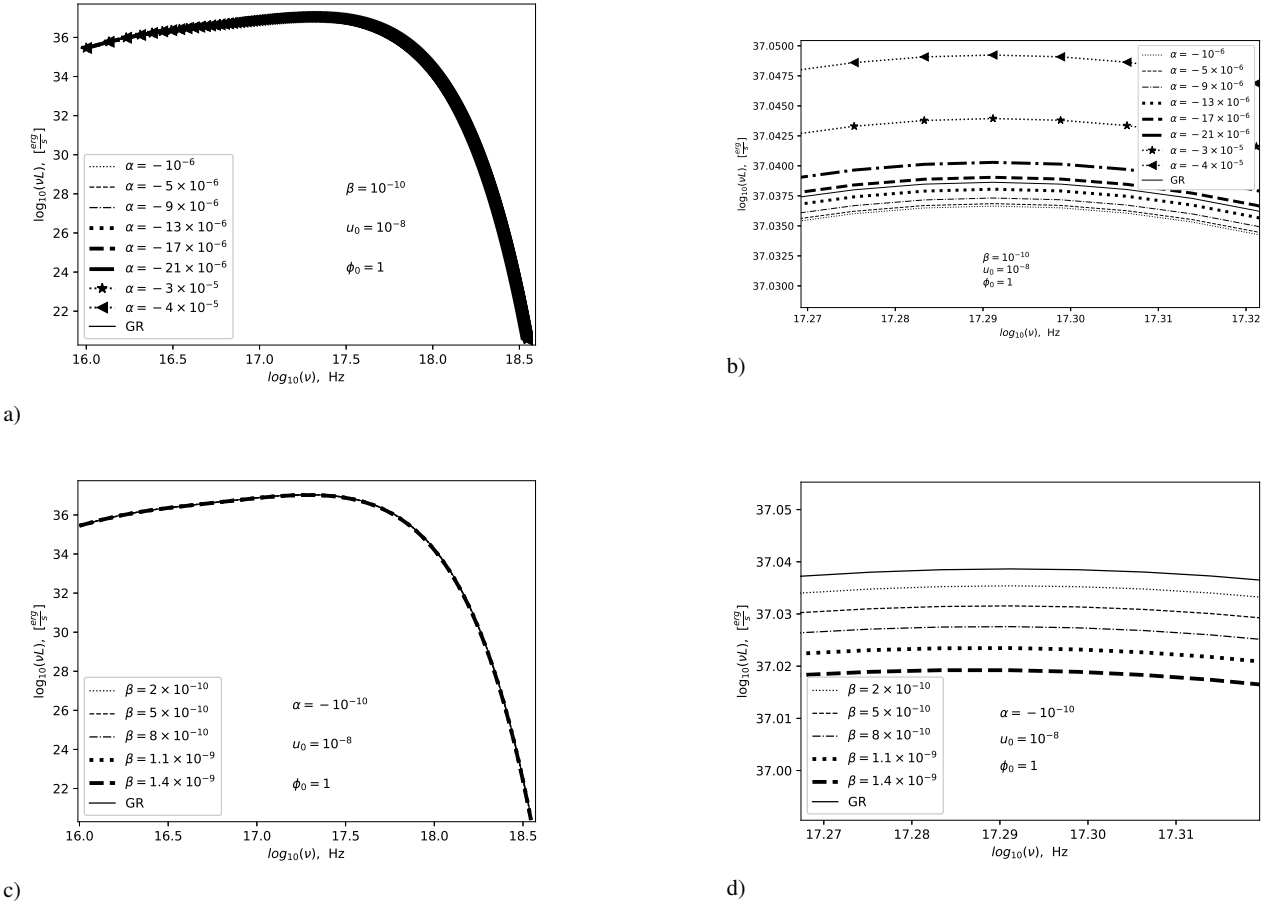 log₁₀(νL), [erg/s]
36
34
32
30
28
26
24
22
α = −10⁻⁶
α = −5 × 10⁻⁶
α = −9 × 10⁻⁶
α = −13 × 10⁻⁶
α = −17 × 10⁻⁶
α = −21 × 10⁻⁶
α = −3 × 10⁻⁵
α = −4 × 10⁻⁵
GR
β = 10⁻¹⁰
u₀ = 10⁻⁸
ϕ₀ = 1
16.0 16.5 17.0 17.5 18.0 18.5
log₁₀(ν), Hz
a)
log₁₀(νL), [erg/s]
37.0500
37.0475
37.0450
37.0425
37.0400
37.0375
37.0350
37.0325
37.0300
α = −10⁻⁶
α = −5 × 10⁻⁶
α = −9 × 10⁻⁶
α = −13 × 10⁻⁶
α = −17 × 10⁻⁶
α = −21 × 10⁻⁶
α = −3 × 10⁻⁵
α = −4 × 10⁻⁵
GR
β = 10⁻¹⁰
u₀ = 10⁻⁸
ϕ₀ = 1
17.27 17.28 17.29 17.30 17.31 17.32
log₁₀(ν), Hz
b)
log₁₀(νL), [erg/s]
36
34
32
30
28
26
24
22
β = 2 × 10⁻¹⁰
β = 5 × 10⁻¹⁰
β = 8 × 10⁻¹⁰
β = 1.1 × 10⁻⁹
β = 1.4 × 10⁻⁹
GR
α = −10⁻¹⁰
u₀ = 10⁻⁸
ϕ₀ = 1
16.0 16.5 17.0 17.5 18.0 18.5
log₁₀(ν), Hz
c)
log₁₀(νL), [erg/s]
37.05
37.04
37.03
37.02
37.01
37.00
β = 2 × 10⁻¹⁰
β = 5 × 10⁻¹⁰
β = 8 × 10⁻¹⁰
β = 1.1 × 10⁻⁹
β = 1.4 × 10⁻⁹
GR
α = −10⁻¹⁰
u₀ = 10⁻⁸
ϕ₀ = 1
17.27 17.28 17.29 17.30 17.31
log₁₀(ν), Hz
d)